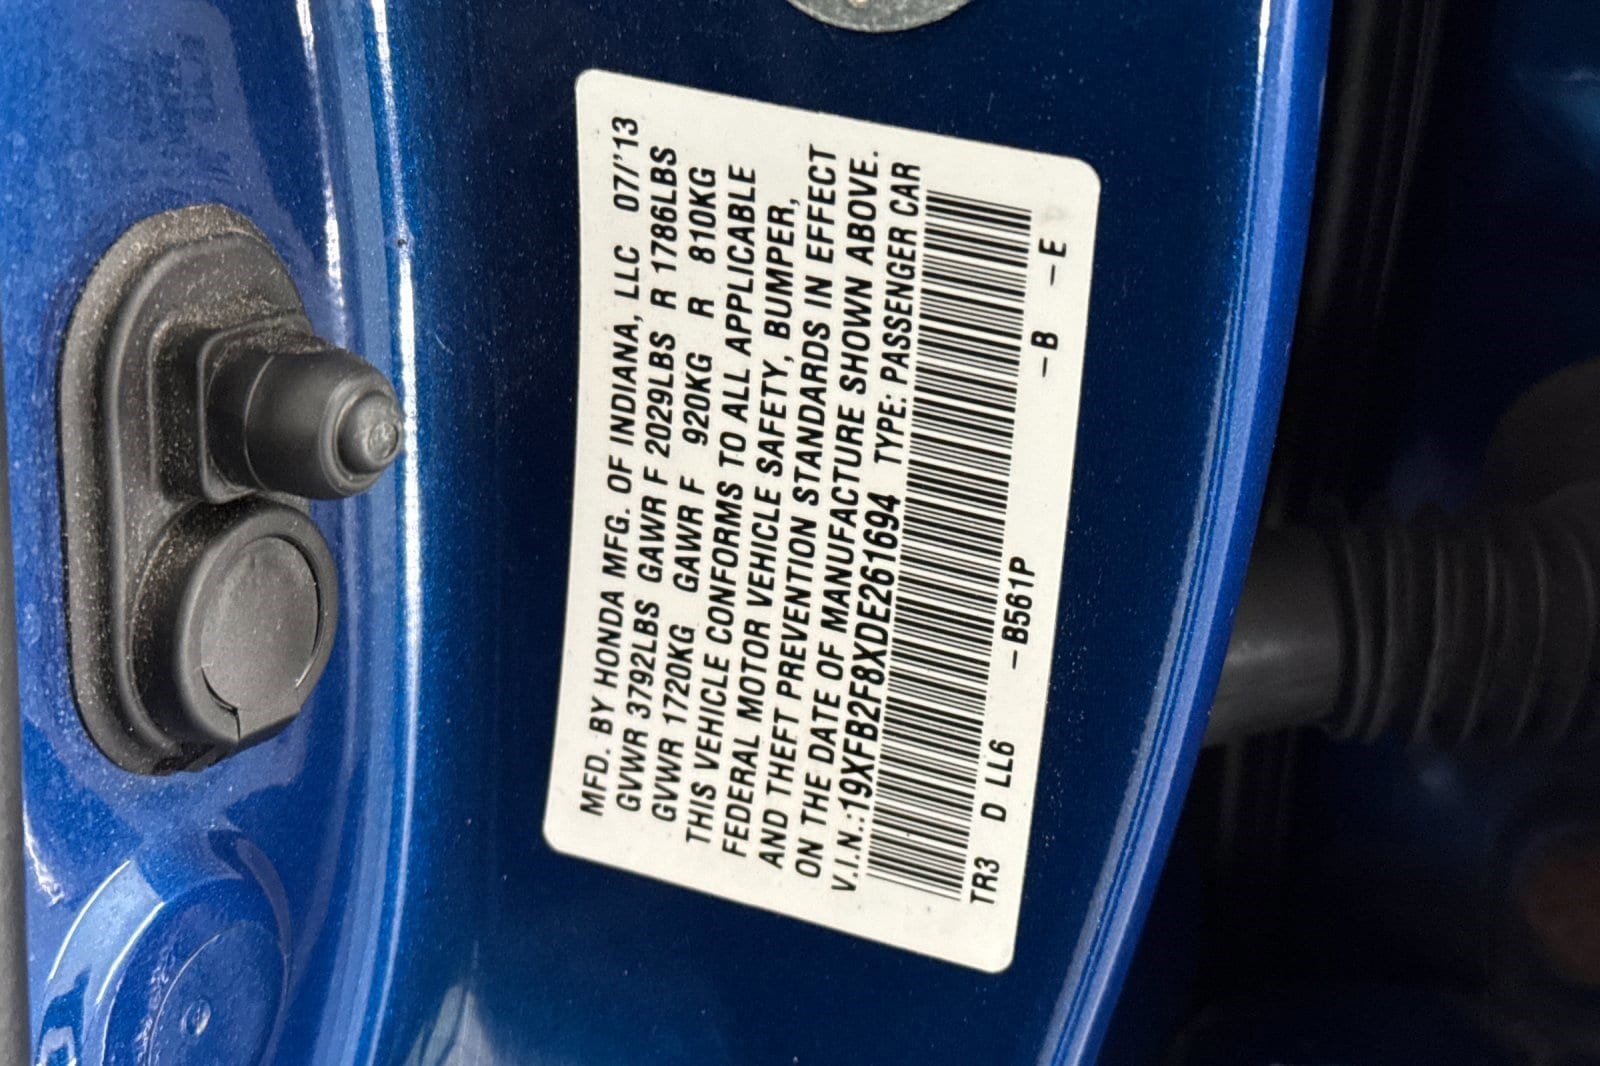 MFD. BY HONDA MFG. OF INDIANA, LLC 07/'13
GVWR 3792LBS GAWR F 2029LBS R 1786LBS
GVWR 1720KG GAWR F 920KG R 810KG
THIS VEHICLE CONFORMS TO ALL APPLICABLE
FEDERAL MOTOR VEHICLE SAFETY, BUMPER,
AND THEFT PREVENTION STANDARDS IN EFFECT
ON THE DATE OF MANUFACTURE SHOWN ABOVE.
V.I.N.:19XFB2F8XDE261694 TYPE: PASSENGER CAR
TR3 D LL6 -B561P -B -E